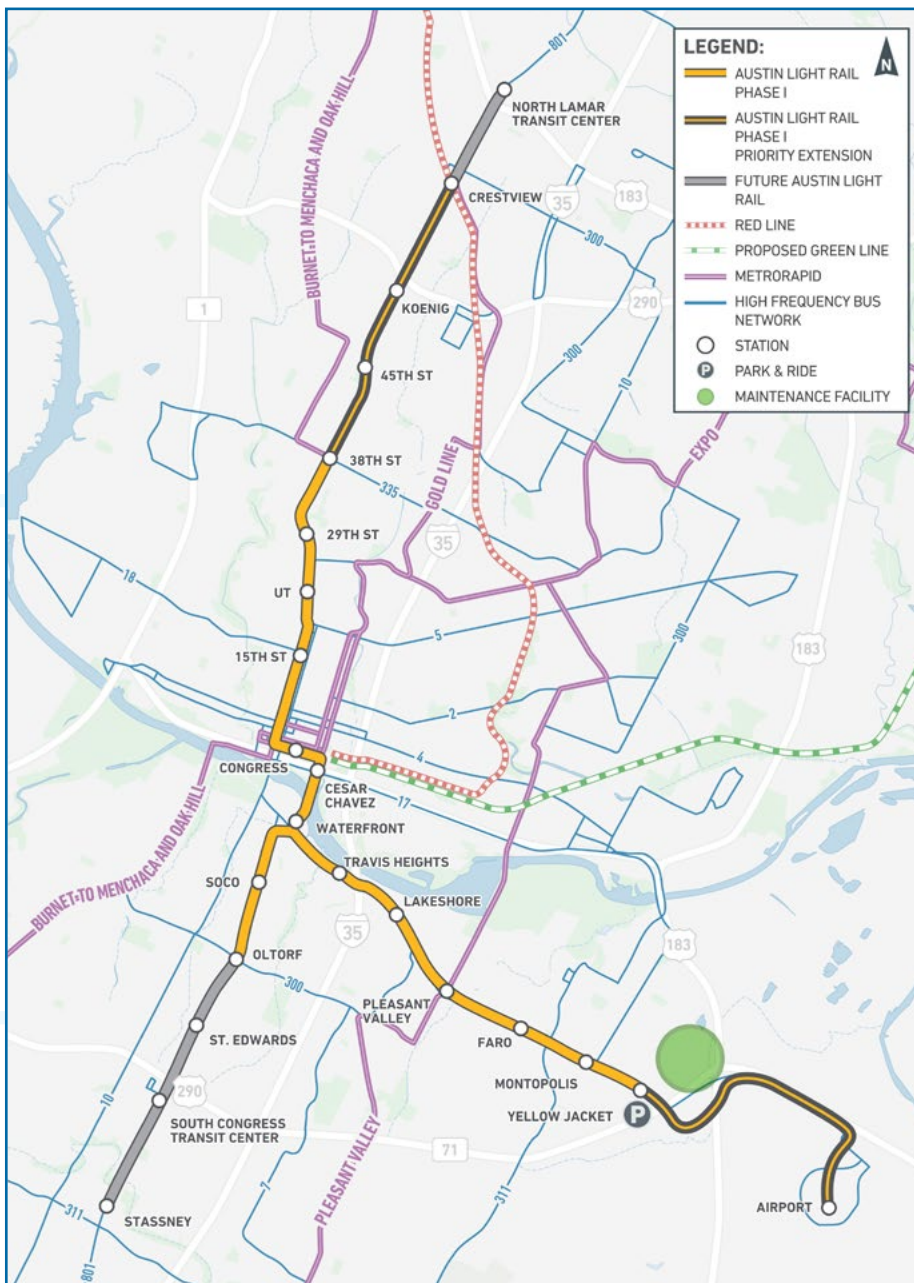 LEGEND:
N
AUSTIN LIGHT RAIL
PHASE I
AUSTIN LIGHT RAIL
PHASE I
PRIORITY EXTENSION
FUTURE AUSTIN LIGHT
RAIL
RED LINE
PROPOSED GREEN LINE
METRORAPID
HIGH FREQUENCY BUS
NETWORK
STATION
P
PARK & RIDE
MAINTENANCE FACILITY
801
NORTH LAMAR
TRANSIT CENTER
BURNET TO MENCHACA AND OAK HILL
CRESTVIEW
35
183
300
1
KOENIG
290
300
10
45TH ST
38TH ST
335
GOLD LINE
EXPO
35
29TH ST
18
UT
5
300
183
15TH ST
2
4
CONGRESS
CESAR
CHAVEZ
17
WATERFRONT
BURNET TO MENCHACA AND OAK HILL
TRAVIS HEIGHTS
SOCO
LAKESHORE
35
183
OLTORF
300
PLEASANT
VALLEY
ST. EDWARDS
FARO
MONTOPOLIS
290
10
YELLOW JACKET
P
SOUTH CONGRESS
TRANSIT CENTER
71
PLEASANT VALLEY
7
311
AIRPORT
STASSNEY
311
801